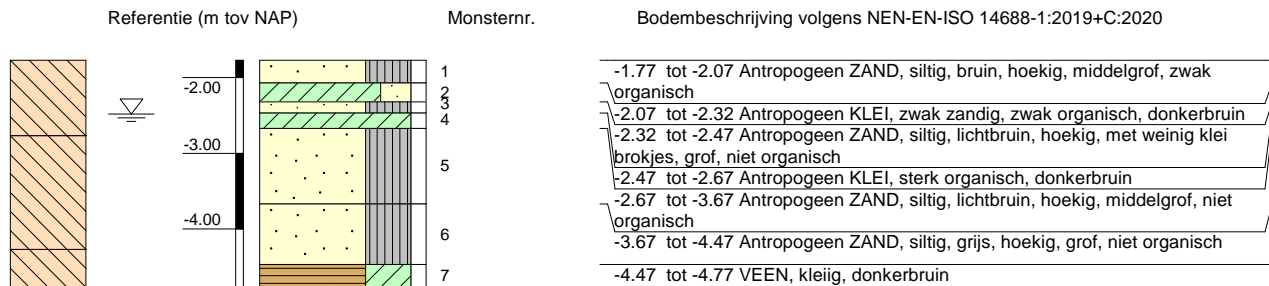 Referentie (m tov NAP) Monsternr. Bodembeschrijving volgens NEN-EN-ISO 14688-1:2019+C:2020
1 -1.77 tot -2.07 Antropogeen ZAND, siltig, bruin, hoekig, middelgrof, zwak
-2.00 2 organisch
3 -2.07 tot -2.32 Antropogeen KLEI, zwak zandig, zwak organisch, donkerbruin
4 -2.32 tot -2.47 Antropogeen ZAND, siltig, lichtbruin, hoekig, met weinig klei
-3.00 brokjes, grof, niet organisch
5 -2.47 tot -2.67 Antropogeen KLEI, sterk organisch, donkerbruin
-2.67 tot -3.67 Antropogeen ZAND, siltig, lichtbruin, hoekig, middelgrof, niet
-4.00 organisch
6 -3.67 tot -4.47 Antropogeen ZAND, siltig, grijs, hoekig, grof, niet organisch
7 -4.47 tot -4.77 VEEN, kleiig, donkerbruin